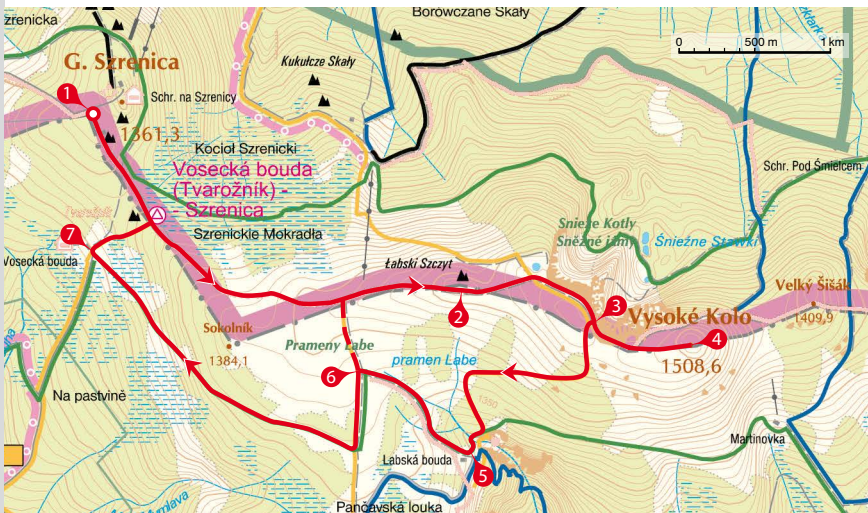 zrenicka
G. Szrenica
1
Schr. na Szrenicy
1361,3
Kukułcze Skały
Borówczane Skały
0 500 m 1 km
Kocioł Szrenicki
Vosecká bouda
(Tvarožník) -
- Szrenica
Tvarožník
Szrenickie Mokradła
7
Vosecká bouda
Schr. Pod Śmielcem
Śnieżne Kotły
Sněžné jámy
Śnieżne Stawki
Łabski Szczyt
2
3
Vysoké Kolo
4
1508,6
Velký Šišák
1409,9
Sokolník
1384,1
Prameny Labe
pramen Labe
6
Na pastvině
Labská bouda
5
Martinovka
Pančavská louka
Mumlava